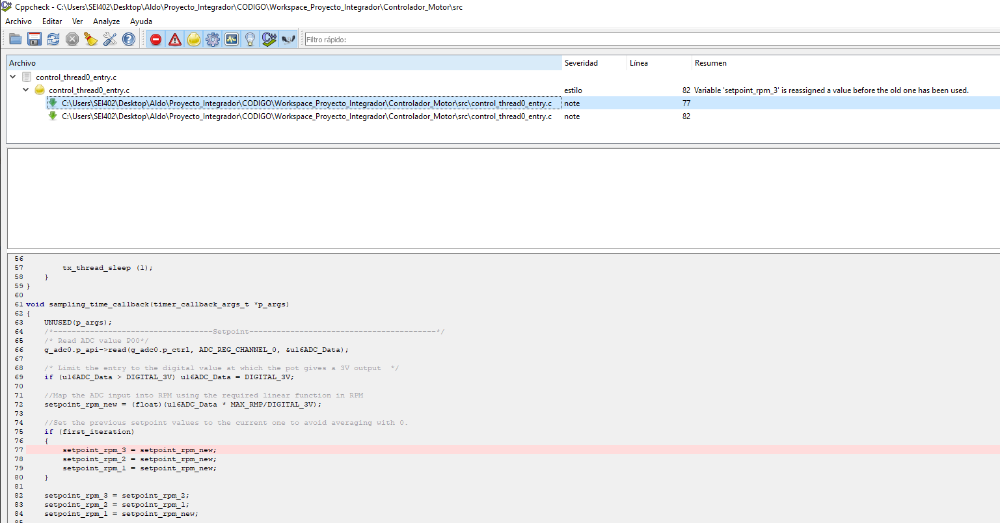 Cppcheck - C:\Users\SEI402\Desktop\Aldo\Proyecto_Integrador\CODIGO\Workspace_Proyecto_Integrador\Controlador_Motor\src
Archivo Editar Ver Analyze Ayuda
Filtro rápido:
Archivo Severidad Línea Resumen
control_thread0_entry.c
control_thread0_entry.c estilo 82 Variable 'setpoint_rpm_3' is reassigned a value before the old one has been used.
C:\Users\SEI402\Desktop\Aldo\Proyecto_Integrador\CODIGO\Workspace_Proyecto_Integrador\Controlador_Motor\src\control_thread0_entry.c note 77
C:\Users\SEI402\Desktop\Aldo\Proyecto_Integrador\CODIGO\Workspace_Proyecto_Integrador\Controlador_Motor\src\control_thread0_entry.c note 82
56
57 tx_thread_sleep (1);
58 }
59 }
60
61 void sampling_time_callback(timer_callback_args_t *p_args)
62 {
63 UNUSED(p_args);
64 /*-----------------------------------Setpoint-----------------------------------------*/
65 /* Read ADC value P00*/
66 g_adc0.p_api->read(g_adc0.p_ctrl, ADC_REG_CHANNEL_0, &u16ADC_Data);
67
68 /* Limit the entry to the digital value at which the pot gives a 3V output  */
69 if (u16ADC_Data > DIGITAL_3V) u16ADC_Data = DIGITAL_3V;
70
71 //Map the ADC input into RPM using the required linear function in RPM
72 setpoint_rpm_new = (float)(u16ADC_Data * MAX_RMP/DIGITAL_3V);
73
74 //Set the previous setpoint values to the current one to avoid averaging with 0.
75 if (first_iteration)
76 {
77 setpoint_rpm_3 = setpoint_rpm_new;
78 setpoint_rpm_2 = setpoint_rpm_new;
79 setpoint_rpm_1 = setpoint_rpm_new;
80 }
81
82 setpoint_rpm_3 = setpoint_rpm_2;
83 setpoint_rpm_2 = setpoint_rpm_1;
84 setpoint_rpm_1 = setpoint_rpm_new;
85